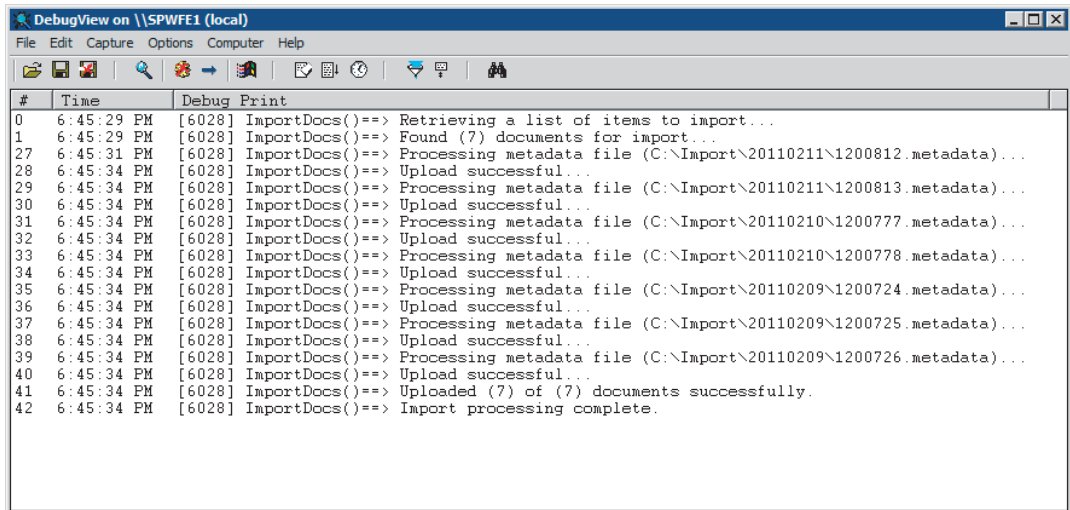 DebugView on \\SPWFE1 (local)
File Edit Capture Options Computer Help
# Time Debug Print
0 6:45:29 PM [6028] ImportDocs()==> Retrieving a list of items to import...
1 6:45:29 PM [6028] ImportDocs()==> Found (7) documents for import...
27 6:45:31 PM [6028] ImportDocs()==> Processing metadata file (C:\Import\20110211\1200812.metadata)...
28 6:45:34 PM [6028] ImportDocs()==> Upload successful...
29 6:45:34 PM [6028] ImportDocs()==> Processing metadata file (C:\Import\20110211\1200813.metadata)...
30 6:45:34 PM [6028] ImportDocs()==> Upload successful...
31 6:45:34 PM [6028] ImportDocs()==> Processing metadata file (C:\Import\20110210\1200777.metadata)...
32 6:45:34 PM [6028] ImportDocs()==> Upload successful...
33 6:45:34 PM [6028] ImportDocs()==> Processing metadata file (C:\Import\20110210\1200778.metadata)...
34 6:45:34 PM [6028] ImportDocs()==> Upload successful...
35 6:45:34 PM [6028] ImportDocs()==> Processing metadata file (C:\Import\20110209\1200724.metadata)...
36 6:45:34 PM [6028] ImportDocs()==> Upload successful...
37 6:45:34 PM [6028] ImportDocs()==> Processing metadata file (C:\Import\20110209\1200725.metadata)...
38 6:45:34 PM [6028] ImportDocs()==> Upload successful...
39 6:45:34 PM [6028] ImportDocs()==> Processing metadata file (C:\Import\20110209\1200726.metadata)...
40 6:45:34 PM [6028] ImportDocs()==> Upload successful...
41 6:45:34 PM [6028] ImportDocs()==> Uploaded (7) of (7) documents successfully.
42 6:45:34 PM [6028] ImportDocs()==> Import processing complete.